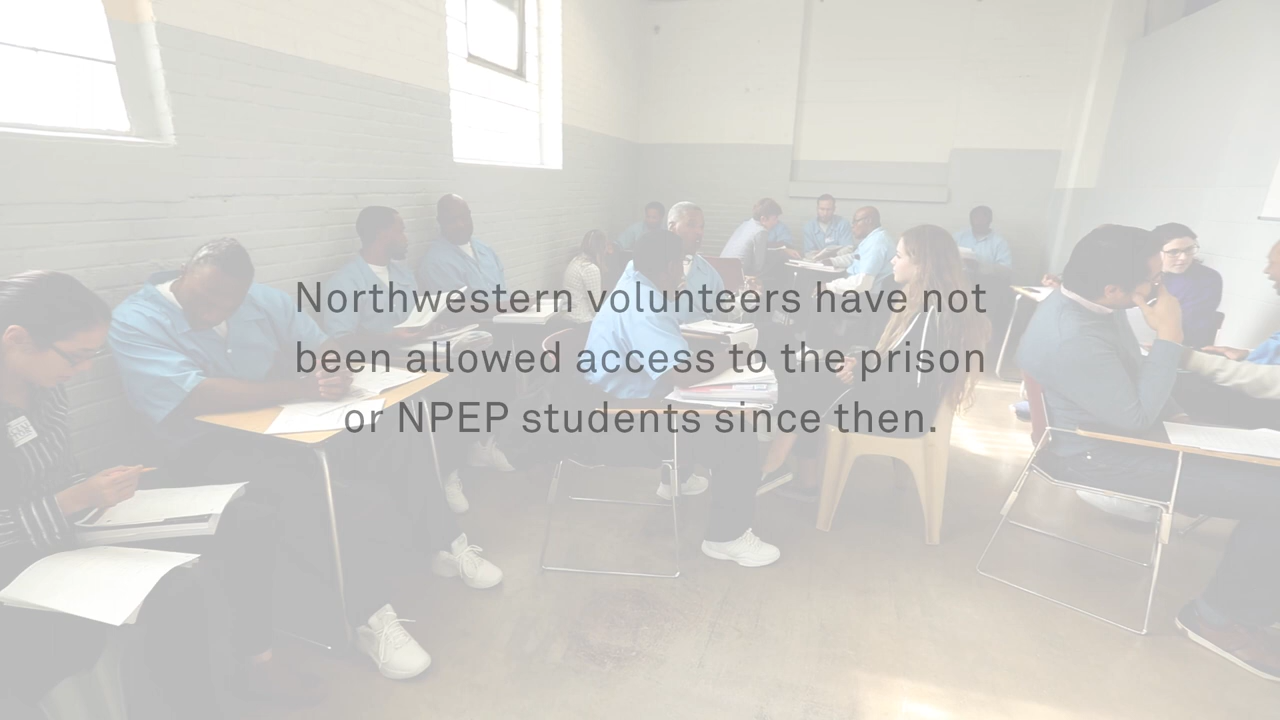 Northwestern volunteers have not
been allowed access to the prison
or NPEP students since then.